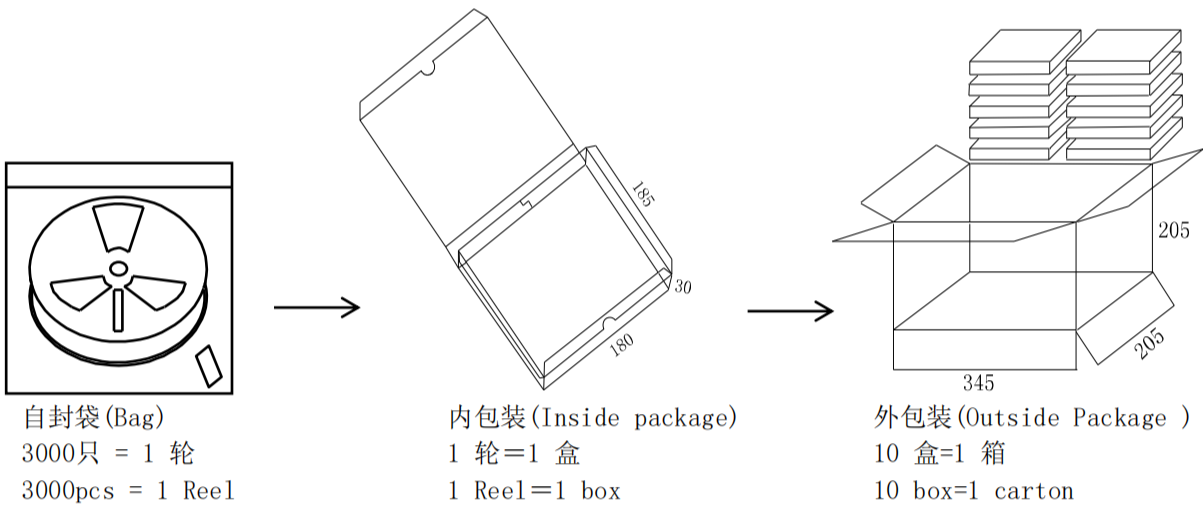 185
30
180
205
205
345
自封袋(Bag)
3000只 = 1 轮
3000pcs = 1 Reel
内包装(Inside package)
1 轮＝1 盒
1 Reel＝1 box
外包装(Outside Package )
10 盒=1 箱
10 box=1 carton